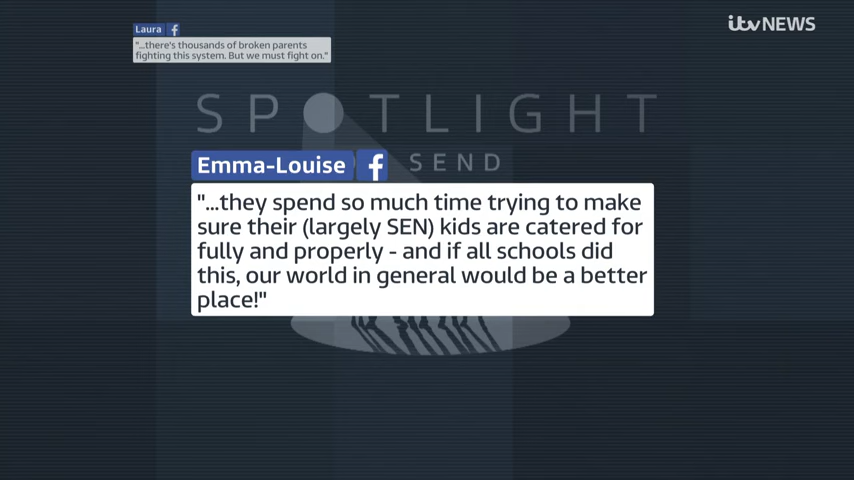 itv NEWS
Laura f
"...there's thousands of broken parents
fighting this system. But we must fight on."
SPOTLIGHT
Emma-Louise f
SEND
"...they spend so much time trying to make
sure their (largely SEN) kids are catered for
fully and properly - and if all schools did
this, our world in general would be a better
place!"